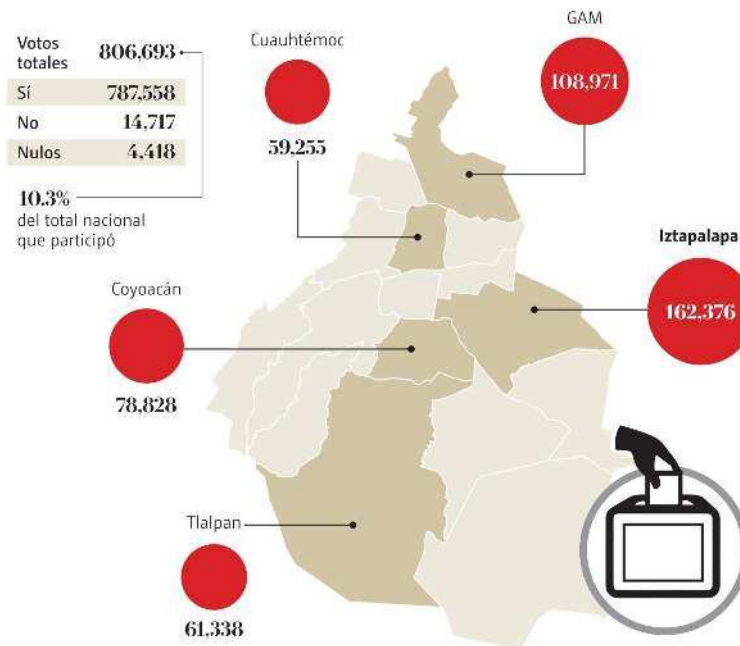 Votos
totales 806,693
Sí 787,558
No 14,717
Nulos 4,418
10.3%
del total nacional
que participó
Cuauhtémoc
59,255
GAM
108,971
Iztapalapa
162,376
Coyoacán
78,828
Tlalpan
61,338